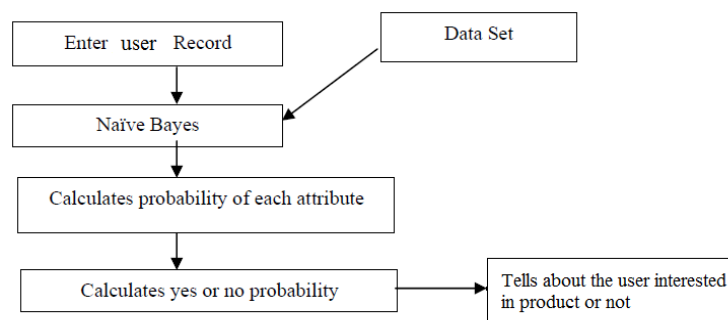 Enter user Record
Data Set
Naïve Bayes
Calculates probability of each attribute
Calculates yes or no probability
Tells about the user interested
in product or not